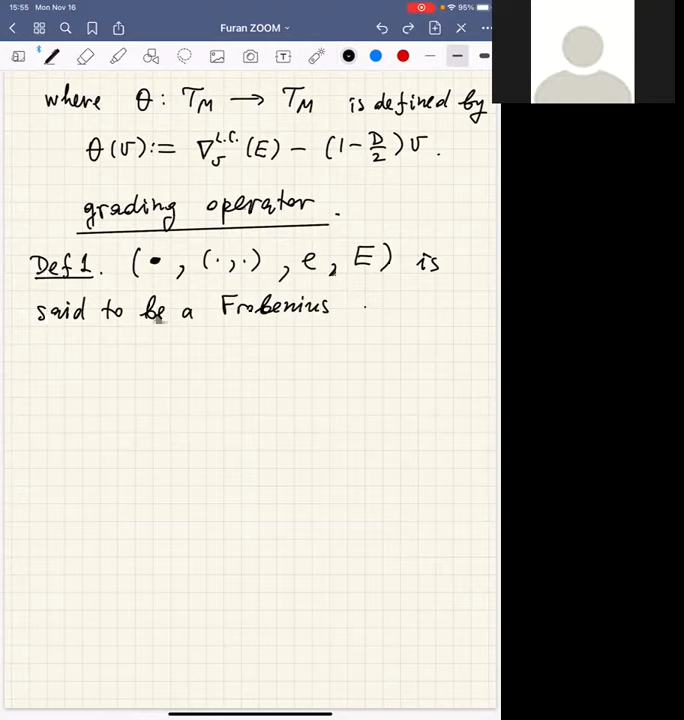 15:55 Mon Nov 16
95%
Furan ZOOM
where θ : T_M → T_M is defined by
θ(v) := ∇_v^{L.C.} (E) − (1 − D/2) v .
grading operator .
Def 1. ( • , ( · , · ) , e , E ) is
said to be a Frobenius